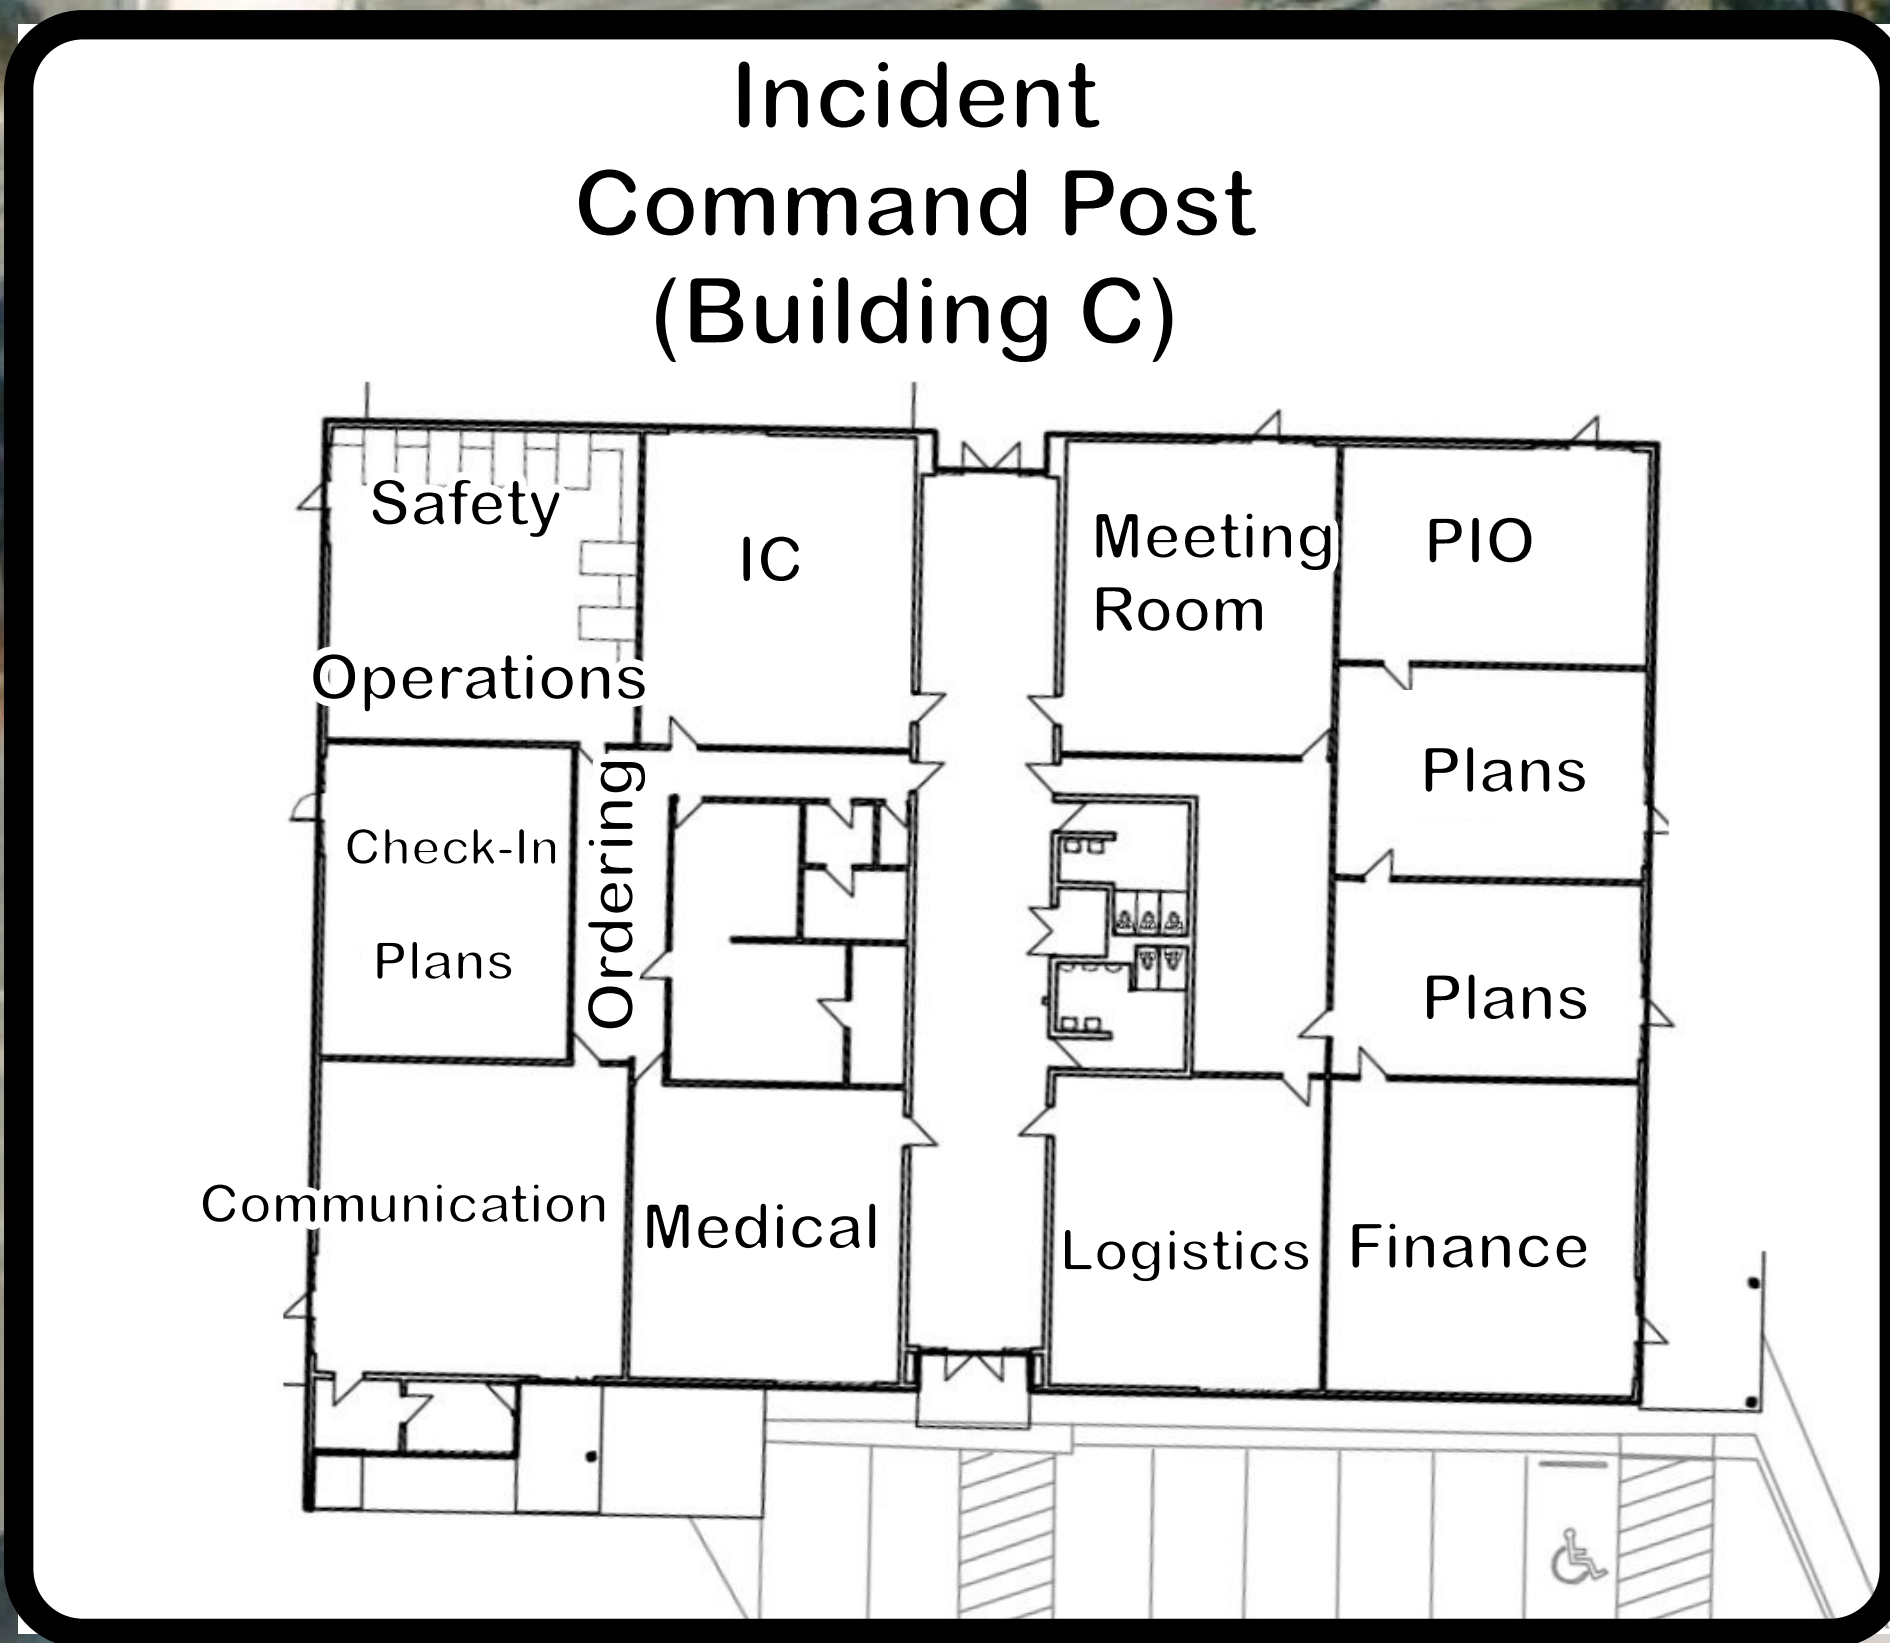 Incident
Command Post
(Building C)
Safety
IC
Meeting
Room
PIO
Operations
Ordering
Plans
Check-In
Plans
Plans
Communication
Medical
Logistics
Finance